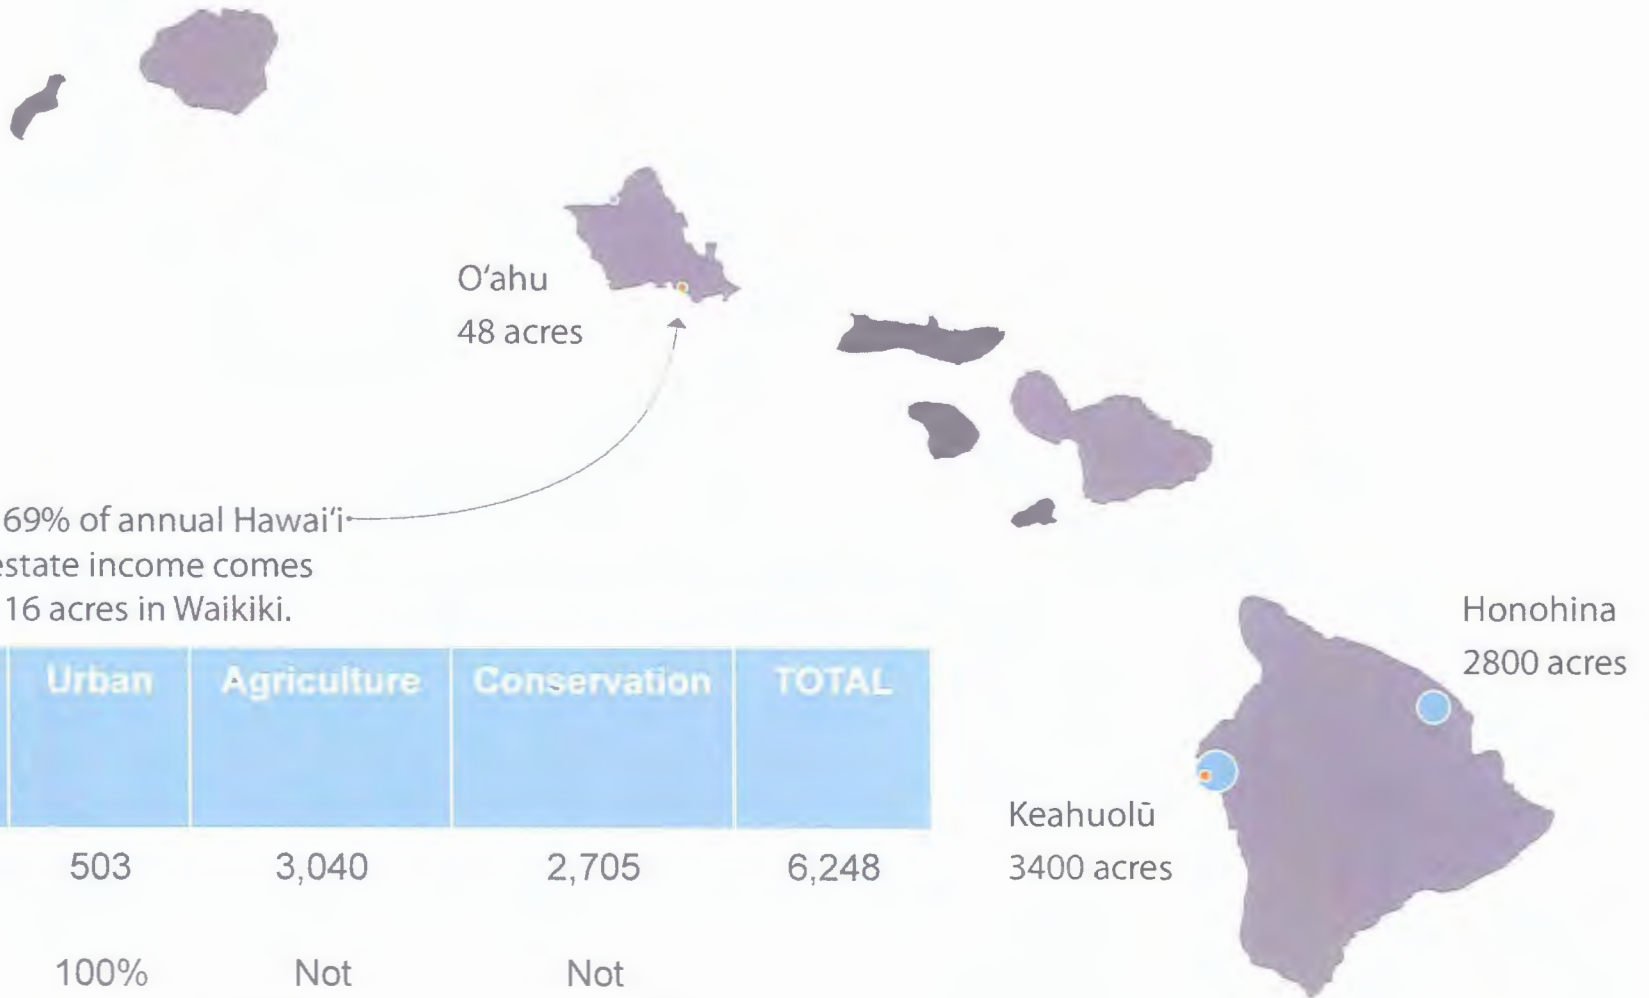 O‘ahu
48 acres
69% of annual Hawai‘i
estate income comes
16 acres in Waikiki.
Honohina
2800 acres
Keahuolū
3400 acres
Urban Agriculture Conservation TOTAL
503 3,040 2,705 6,248
100% Not Not